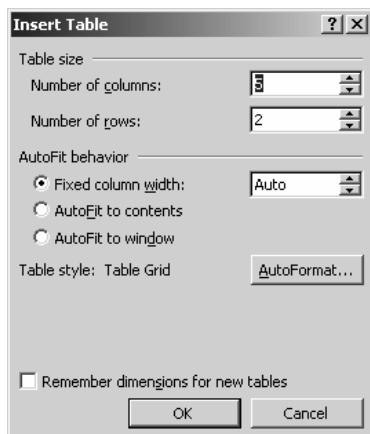 Insert Table
Table size
Number of columns: 5
Number of rows: 2
AutoFit behavior
Fixed column width: Auto
AutoFit to contents
AutoFit to window
Table style: Table Grid AutoFormat...
Remember dimensions for new tables
OK Cancel